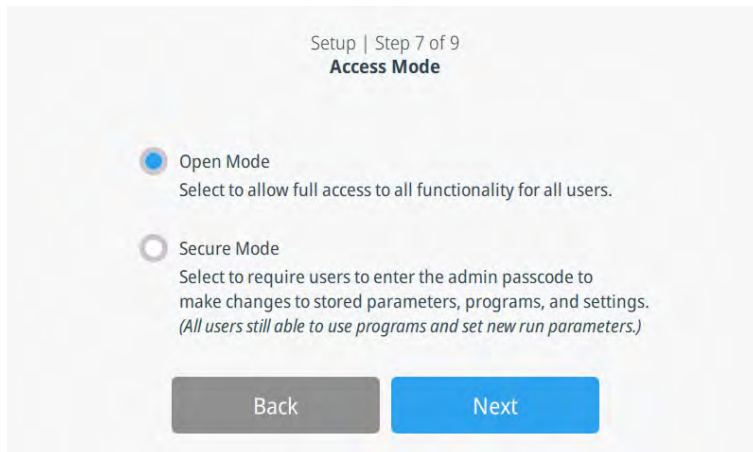 Setup | Step 7 of 9
Access Mode
Open Mode
Select to allow full access to all functionality for all users.
Secure Mode
Select to require users to enter the admin passcode to
make changes to stored parameters, programs, and settings.
(All users still able to use programs and set new run parameters.)
Back
Next